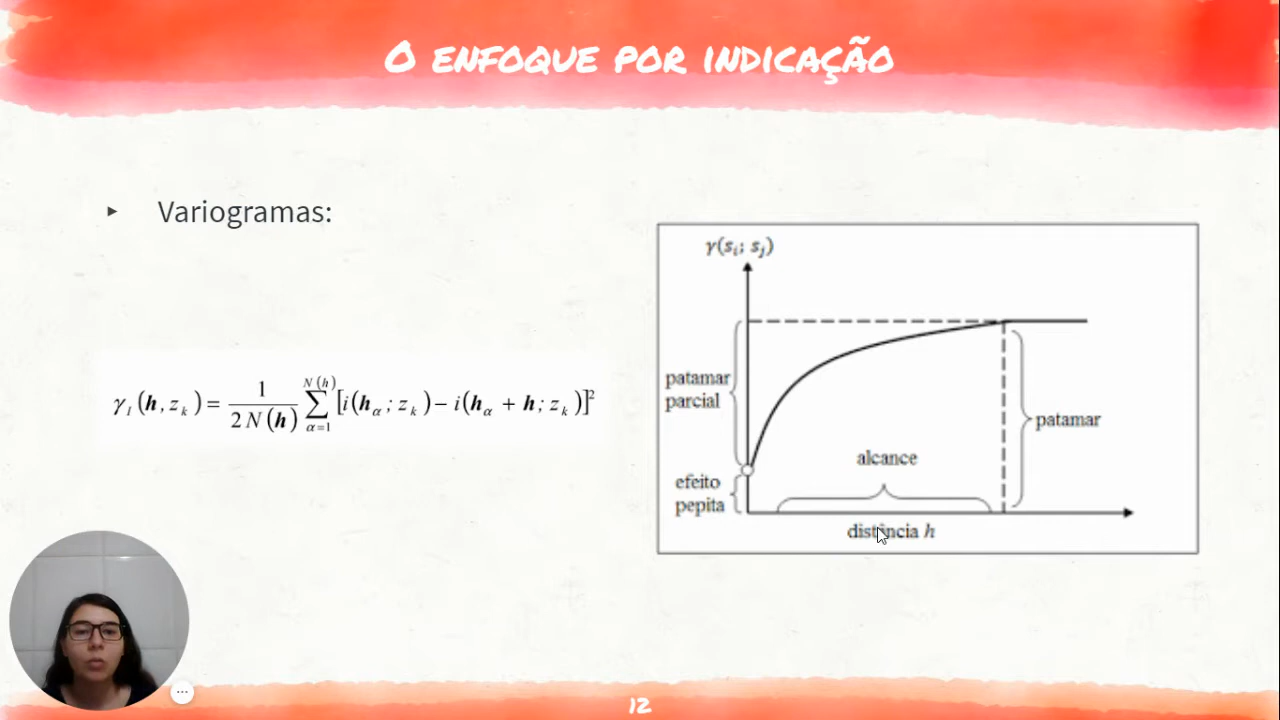 O ENFOQUE POR INDICAÇÃO
▸ Variogramas:
γ_I(h, z_k) = 1 / 2N(h) ∑_{α=1}^{N(h)} [i(h_α; z_k) − i(h_α + h; z_k)]²
γ(s_i; s_j)
patamar
parcial
patamar
alcance
efeito
pepita
distância h
12